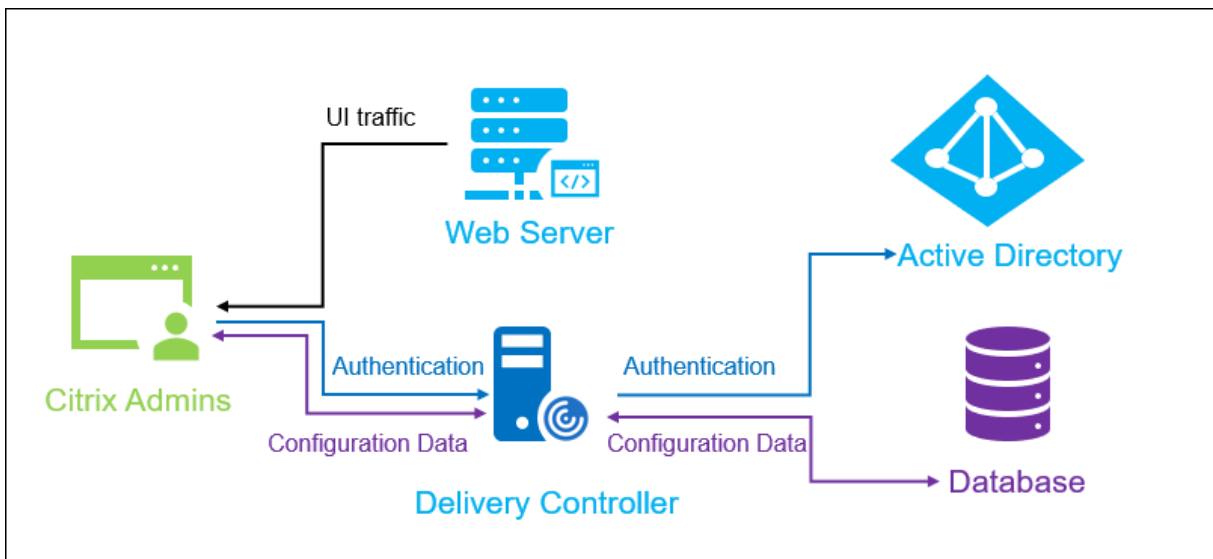 UI traffic
</>
Web Server
Active Directory
Authentication
Authentication
Citrix Admins
Configuration Data
Configuration Data
Database
Delivery Controller